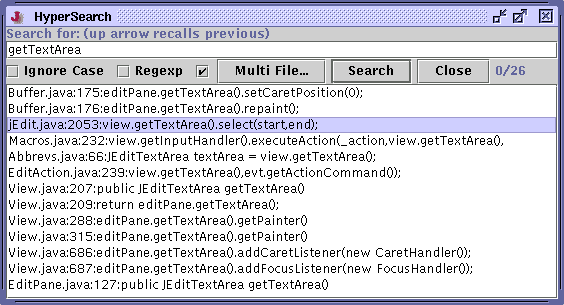 HyperSearch
Search for: (up arrow recalls previous)
getTextArea
Ignore Case Regexp Multi File... Search Close 0/26
Buffer.java:175:editPane.getTextArea().setCaretPosition(0);
Buffer.java:176:editPane.getTextArea().repaint();
jEdit.java:2053:view.getTextArea().select(start,end);
Macros.java:232:view.getInputHandler().executeAction(_action,view.getTextArea(),
Abbrevs.java:66:JEditTextArea textArea = view.getTextArea();
EditAction.java:239:view.getTextArea(),evt.getActionCommand());
View.java:207:public JEditTextArea getTextArea()
View.java:209:return editPane.getTextArea();
View.java:288:editPane.getTextArea().getPainter()
View.java:315:editPane.getTextArea().getPainter()
View.java:686:editPane.getTextArea().addCaretListener(new CaretHandler());
View.java:687:editPane.getTextArea().addFocusListener(new FocusHandler());
EditPane.java:127:public JEditTextArea getTextArea()